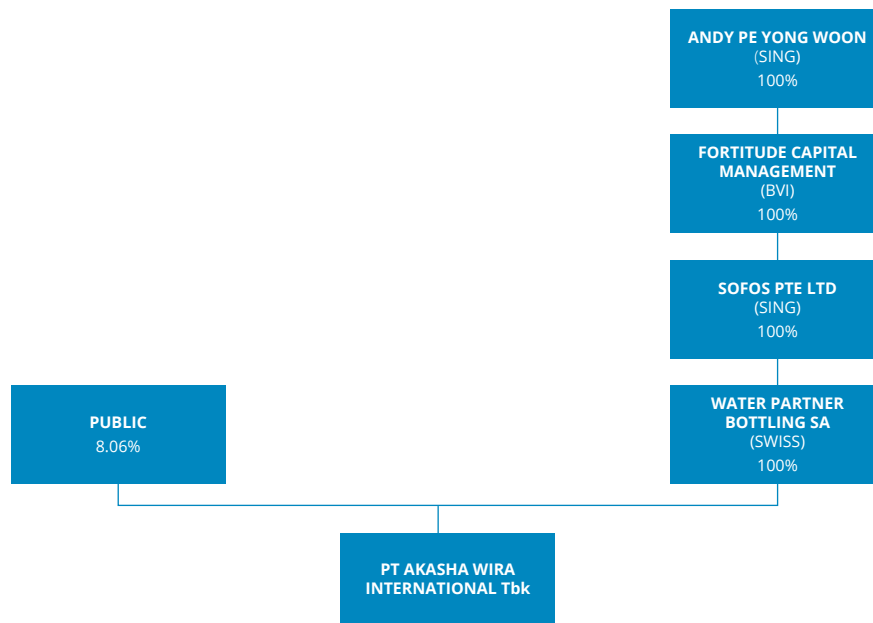 ANDY PE YONG WOON
(SING)
100%
FORTITUDE CAPITAL
MANAGEMENT
(BVI)
100%
SOFOS PTE LTD
(SING)
100%
WATER PARTNER
BOTTLING SA
(SWISS)
100%
PUBLIC
8.06%
PT AKASHA WIRA
INTERNATIONAL Tbk